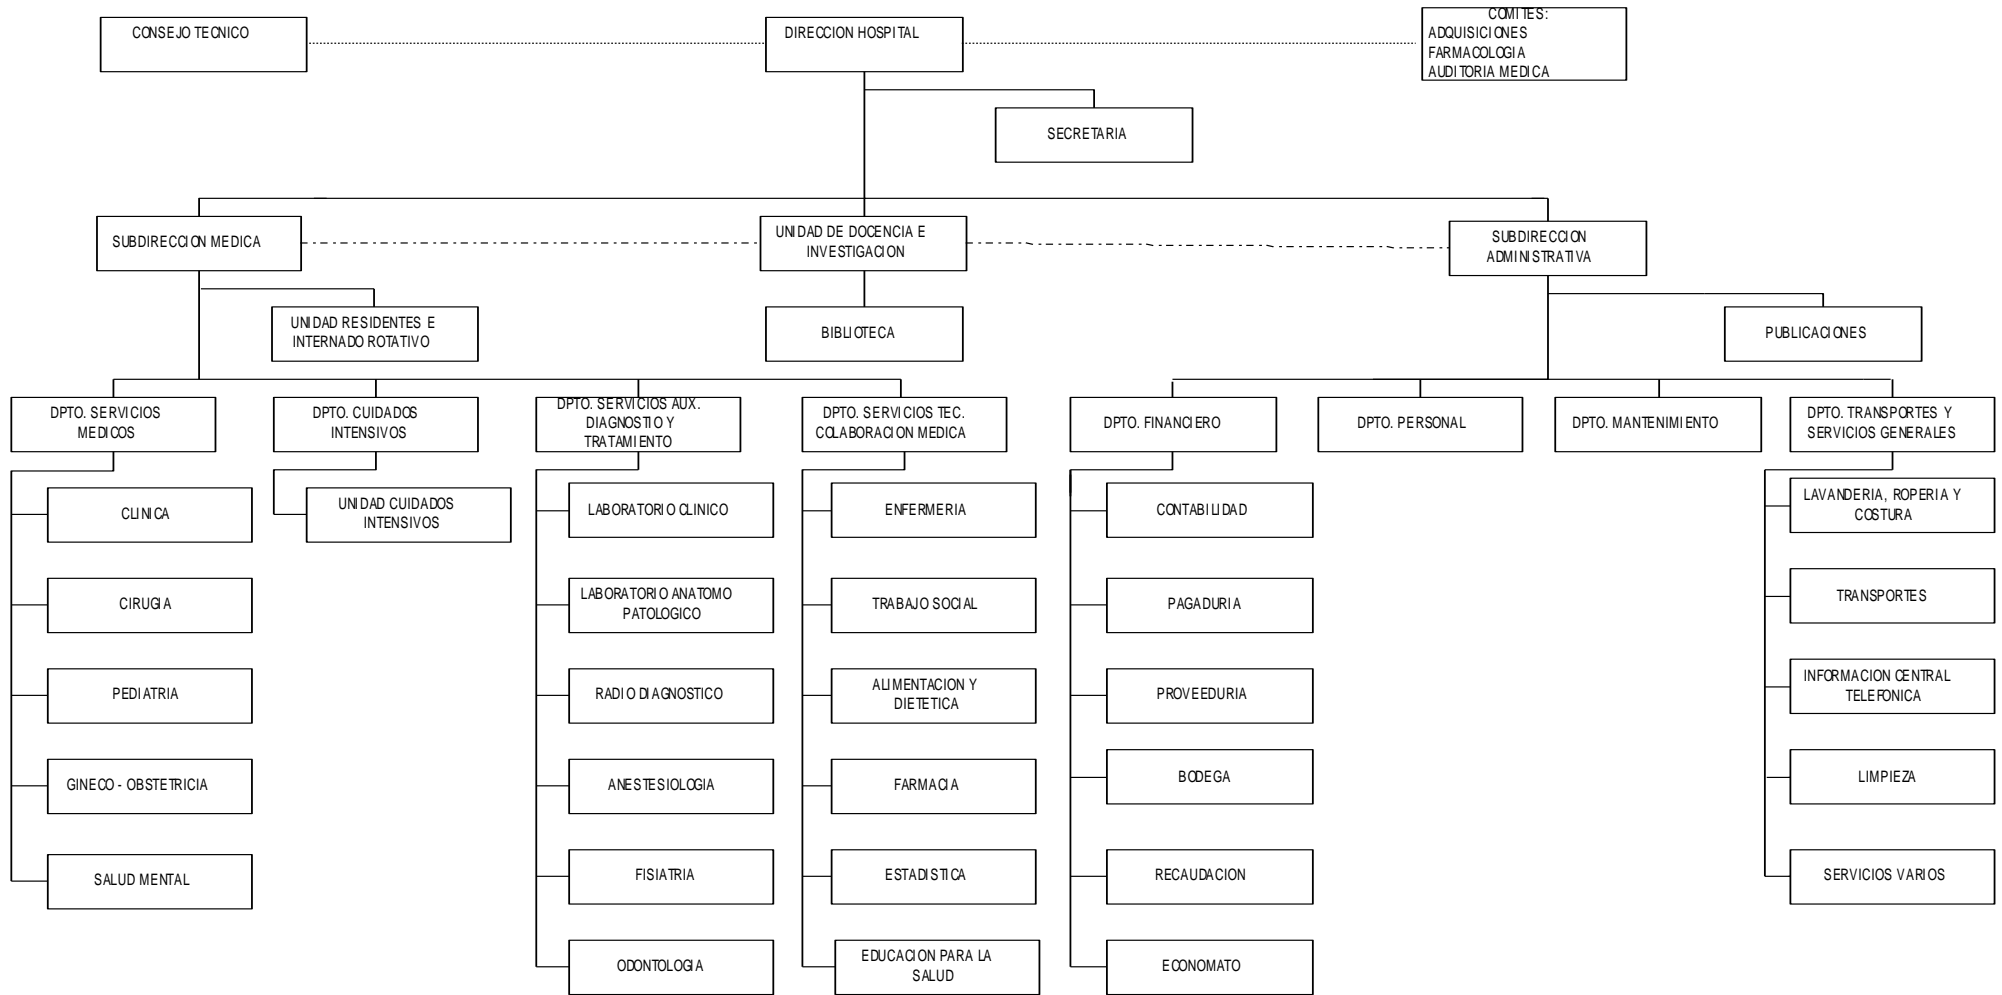 CONSEJO TECNICO
DIRECCION HOSPITAL
COMITES:
ADQUISICIONES
FARMACOLOGIA
AUDITORIA MEDICA
SECRETARIA
SUBDIRECCION MEDICA
UNIDAD DE DOCENCIA E
INVESTIGACION
SUBDIRECCION
ADMINISTRATIVA
UNIDAD RESIDENTES E
INTERNADO ROTATIVO
BIBLIOTECA
PUBLICACIONES
DPTO. SERVICIOS
MEDICOS
DPTO. CUIDADOS
INTENSIVOS
DPTO. SERVICIOS AUX.
DIAGNOSTIO Y
TRATAMIENTO
DPTO. SERVICIOS TEC.
COLABORACION MEDICA
DPTO. FINANCIERO
DPTO. PERSONAL
DPTO. MANTENIMIENTO
DPTO. TRANSPORTES Y
SERVICIOS GENERALES
CLINICA
CIRUGIA
PEDIATRIA
GINECO - OBSTETRICIA
SALUD MENTAL
UNIDAD CUIDADOS
INTENSIVOS
LABORATORIO CLINICO
LABORATORIO ANATOMO
PATOLOGICO
RADIO DIAGNOSTICO
ANESTESIOLOGIA
FISIATRIA
ODONTOLOGIA
ENFERMERIA
TRABAJO SOCIAL
ALIMENTACION Y
DIETETICA
FARMACIA
ESTADISTICA
EDUCACION PARA LA
SALUD
CONTABILIDAD
PAGADURIA
PROVEEDURIA
BODEGA
RECAUDACION
ECONOMATO
LAVANDERIA, ROPERIA Y
COSTURA
TRANSPORTES
INFORMACION CENTRAL
TELEFONICA
LIMPIEZA
SERVICIOS VARIOS